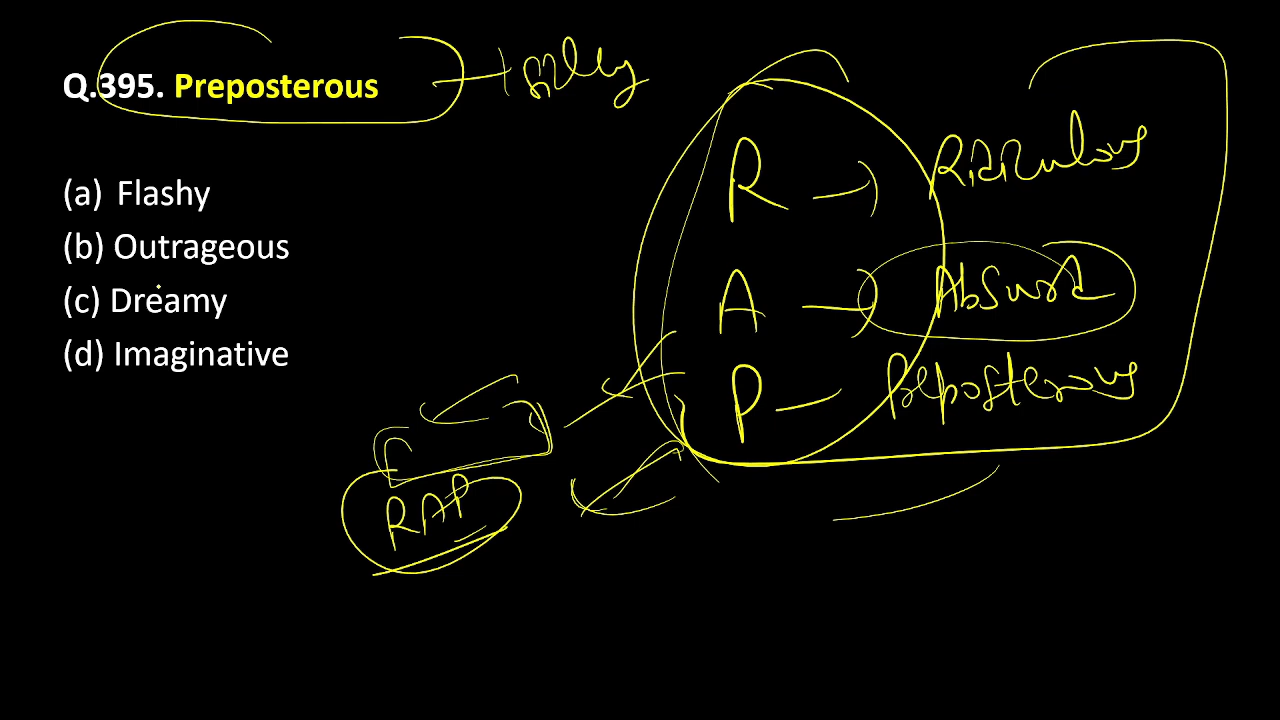 Q.395. Preposterous
silly
(a) Flashy
(b) Outrageous
(c) Dreamy
(d) Imaginative
R → Ridiculous
A → Absurd
P – Preposterous
RAP